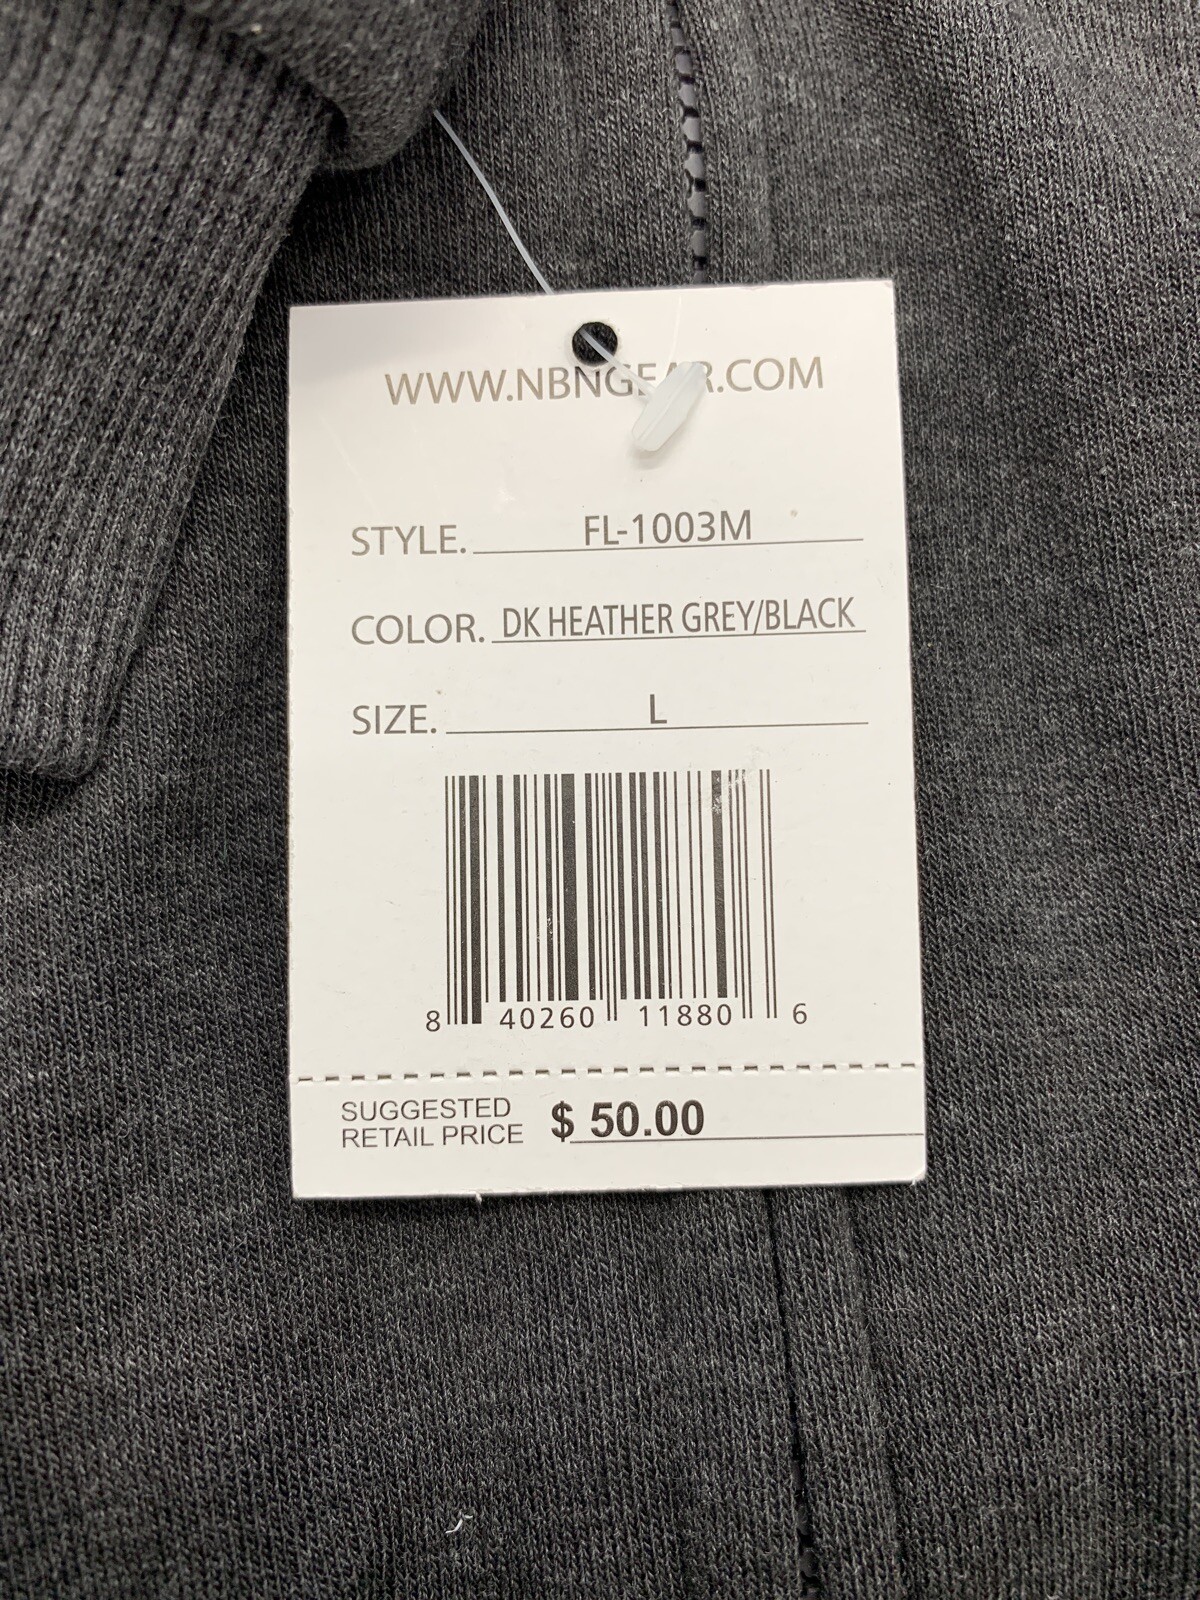 WWW.NBNGEAR.COM
STYLE. FL-1003M
COLOR. DK HEATHER GREY/BLACK
SIZE. L
8 40260 11880 6
SUGGESTED
RETAIL PRICE $ 50.00